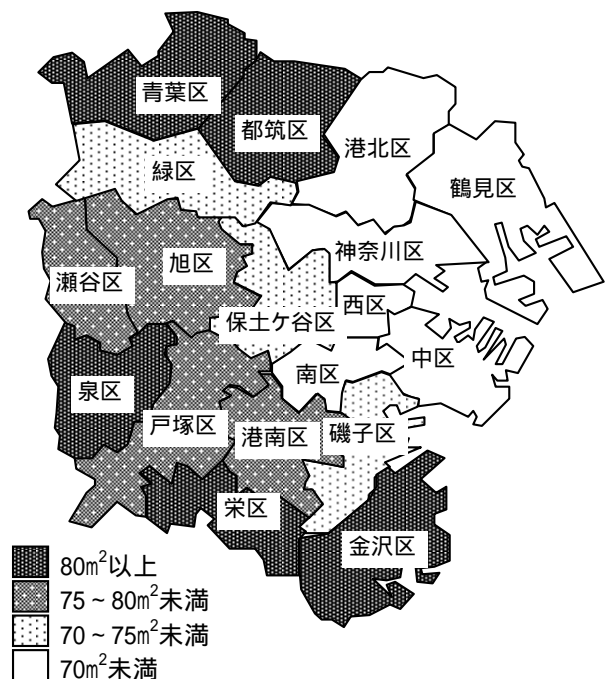 青葉区
都筑区
港北区
緑区
鶴見区
神奈川区
旭区
瀬谷区
西区
保土ケ谷区
中区
南区
泉区
戸塚区
港南区
磯子区
栄区
金沢区
80㎡以上
75~80㎡未満
70~75㎡未満
70㎡未満